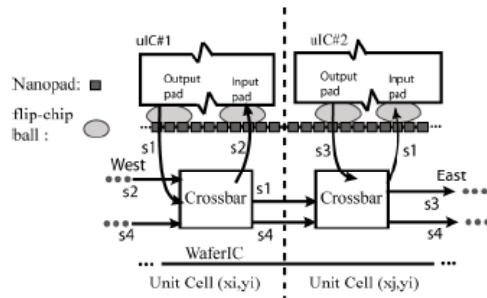 uIC#1
uIC#2
Output pad
Input pad
Output pad
Input pad
Nanopad:
flip-chip
ball :
s1
s2
s3
s1
West
s2
East
Crossbar
s1
Crossbar
s3
s4
s4
s4
WaferIC
Unit Cell (xi,yi)
Unit Cell (xj,yi)